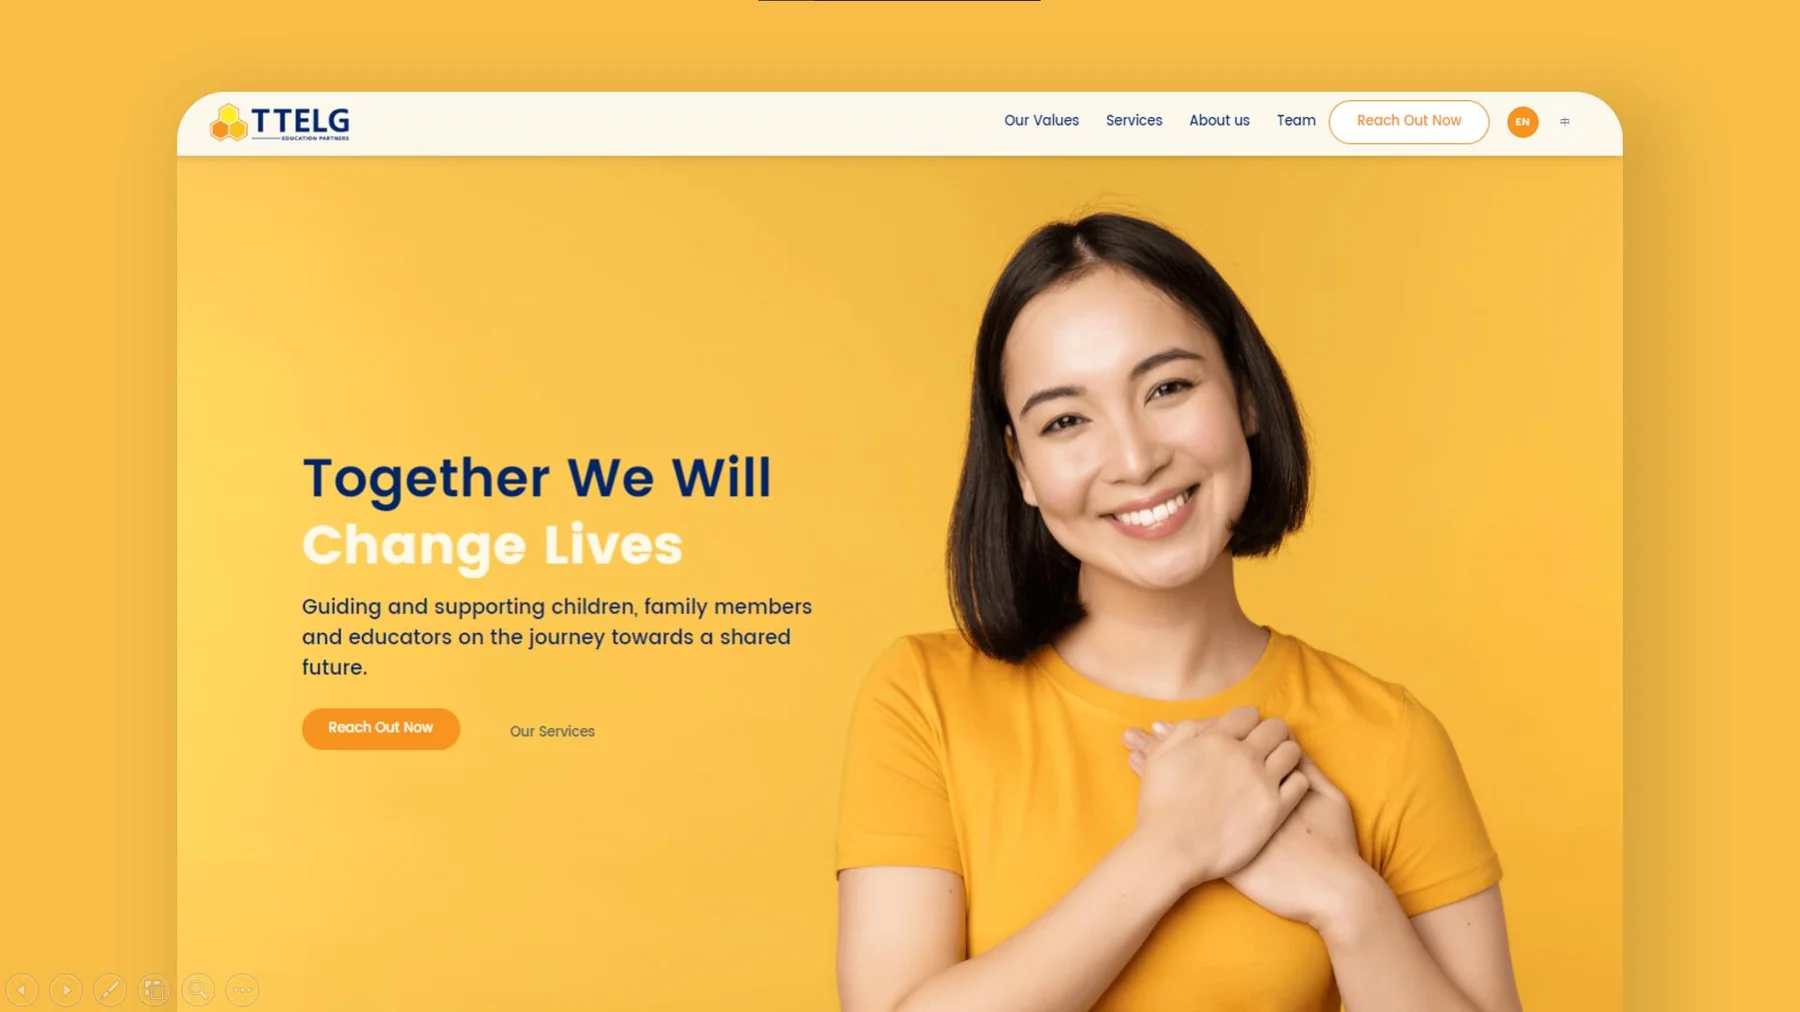 TTELG
EDUCATION PARTNERS
Our Values Services About us Team Reach Out Now EN 中
Together We Will
Change Lives
Guiding and supporting children, family members
and educators on the journey towards a shared
future.
Reach Out Now Our Services